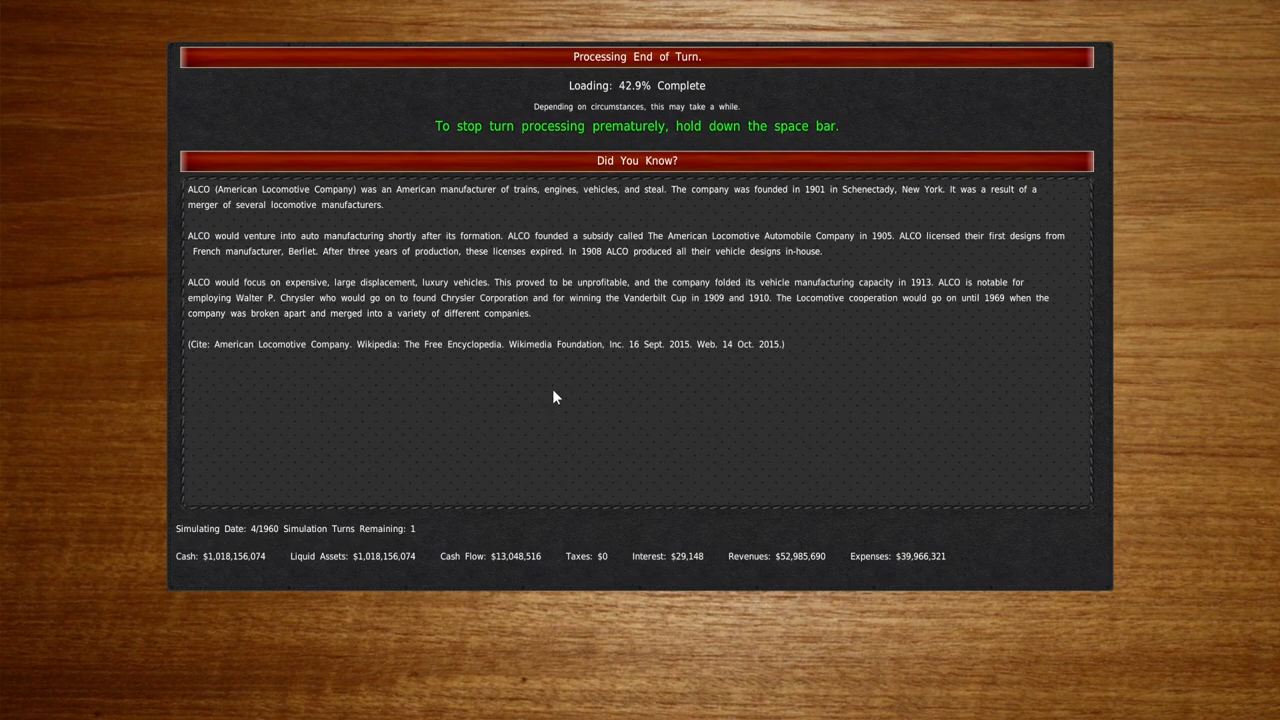 Processing End of Turn.
Loading: 42.9% Complete
Depending on circumstances, this may take a while.
To stop turn processing prematurely, hold down the space bar.
Did You Know?
ALCO (American Locomotive Company) was an American manufacturer of trains, engines, vehicles, and steal. The company was founded in 1901 in Schenectady, New York. It was a result of a
merger of several locomotive manufacturers.
ALCO would venture into auto manufacturing shortly after its formation. ALCO founded a subsidy called The American Locomotive Automobile Company in 1905. ALCO licensed their first designs from
French manufacturer, Berliet. After three years of production, these licenses expired. In 1908 ALCO produced all their vehicle designs in-house.
ALCO would focus on expensive, large displacement, luxury vehicles. This proved to be unprofitable, and the company folded its vehicle manufacturing capacity in 1913. ALCO is notable for
employing Walter P. Chrysler who would go on to found Chrysler Corporation and for winning the Vanderbilt Cup in 1909 and 1910. The Locomotive cooperation would go on until 1969 when the
company was broken apart and merged into a variety of different companies.
(Cite: American Locomotive Company. Wikipedia: The Free Encyclopedia. Wikimedia Foundation, Inc. 16 Sept. 2015. Web. 14 Oct. 2015.)
Simulating Date: 4/1960 Simulation Turns Remaining: 1
Cash: $1,018,156,074 Liquid Assets: $1,018,156,074 Cash Flow: $13,048,516 Taxes: $0 Interest: $29,148 Revenues: $52,985,690 Expenses: $39,966,321